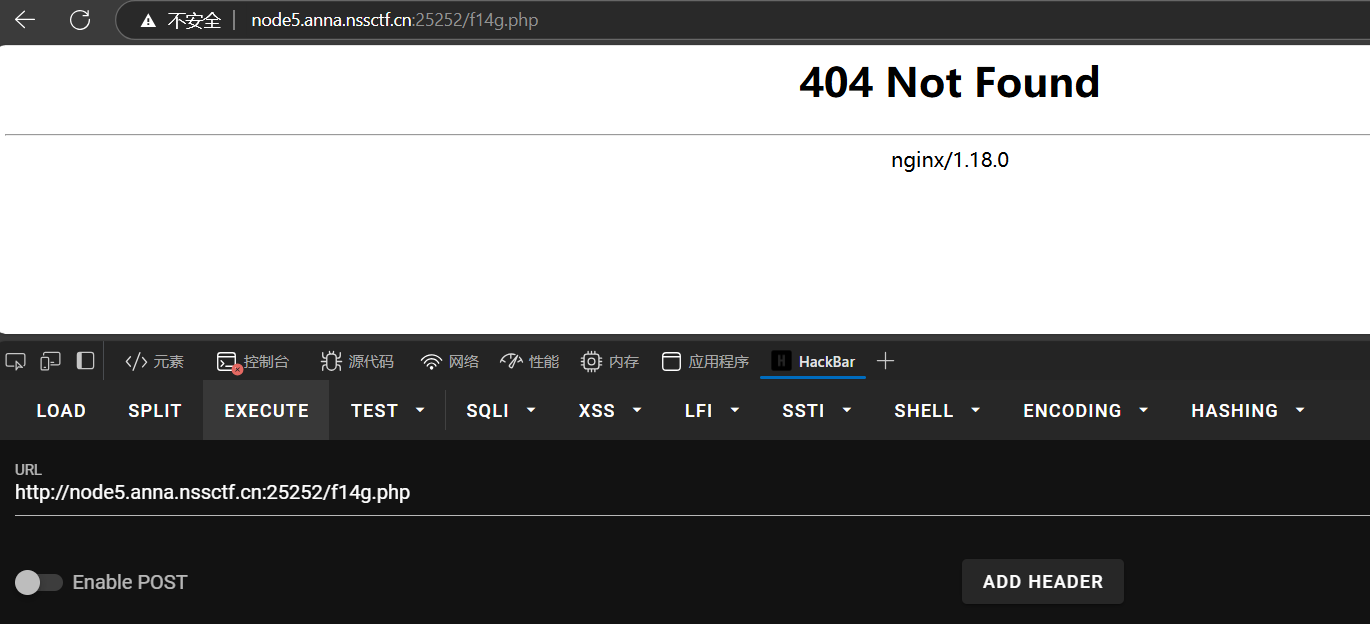 不安全 node5.anna.nssctf.cn:25252/f14g.php
404 Not Found
nginx/1.18.0
元素 控制台 源代码 网络 性能 内存 应用程序 H HackBar
LOAD SPLIT EXECUTE TEST SQLI XSS LFI SSTI SHELL ENCODING HASHING
URL
http://node5.anna.nssctf.cn:25252/f14g.php
Enable POST ADD HEADER